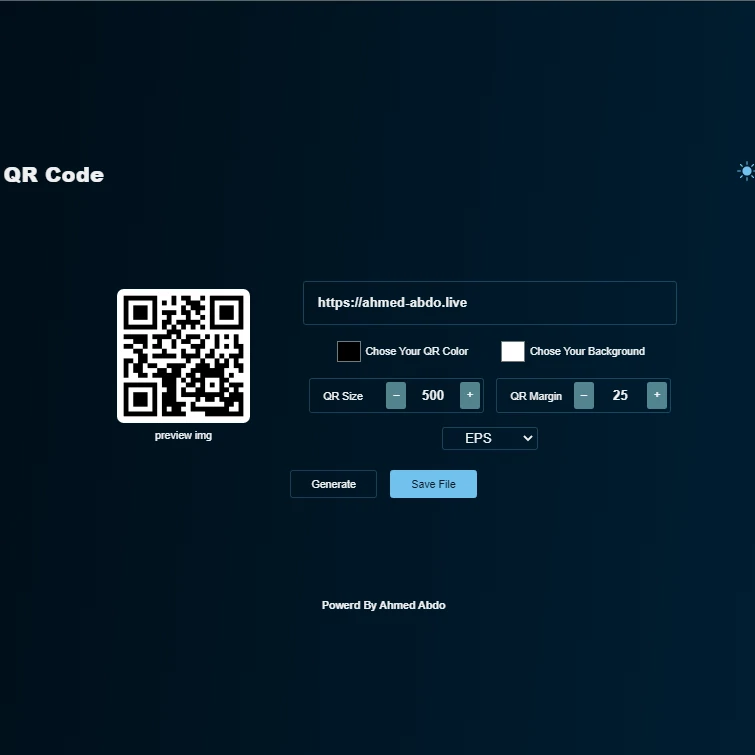 QR Code
https://ahmed-abdo.live
Chose Your QR Color
Chose Your Background
QR Size
–
500
+
QR Margin
–
25
+
preview img
EPS
Generate
Save File
Powerd By Ahmed Abdo